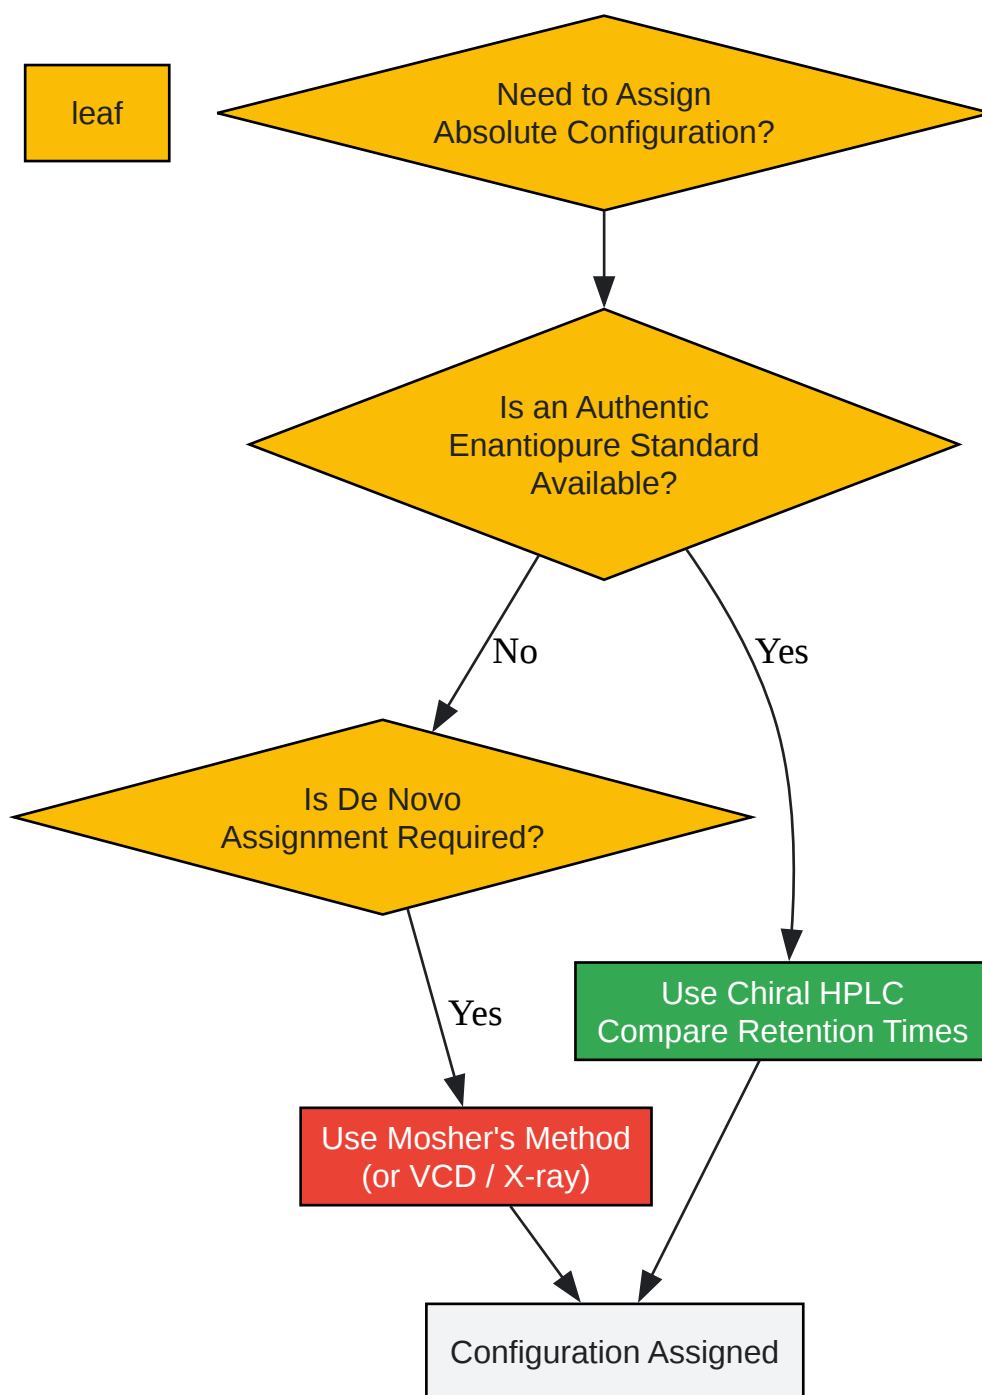 leaf
Need to Assign
Absolute Configuration?
Is an Authentic
Enantiopure Standard
Available?
No
Yes
Is De Novo
Assignment Required?
Use Chiral HPLC
Compare Retention Times
Yes
Use Mosher's Method
(or VCD / X-ray)
Configuration Assigned